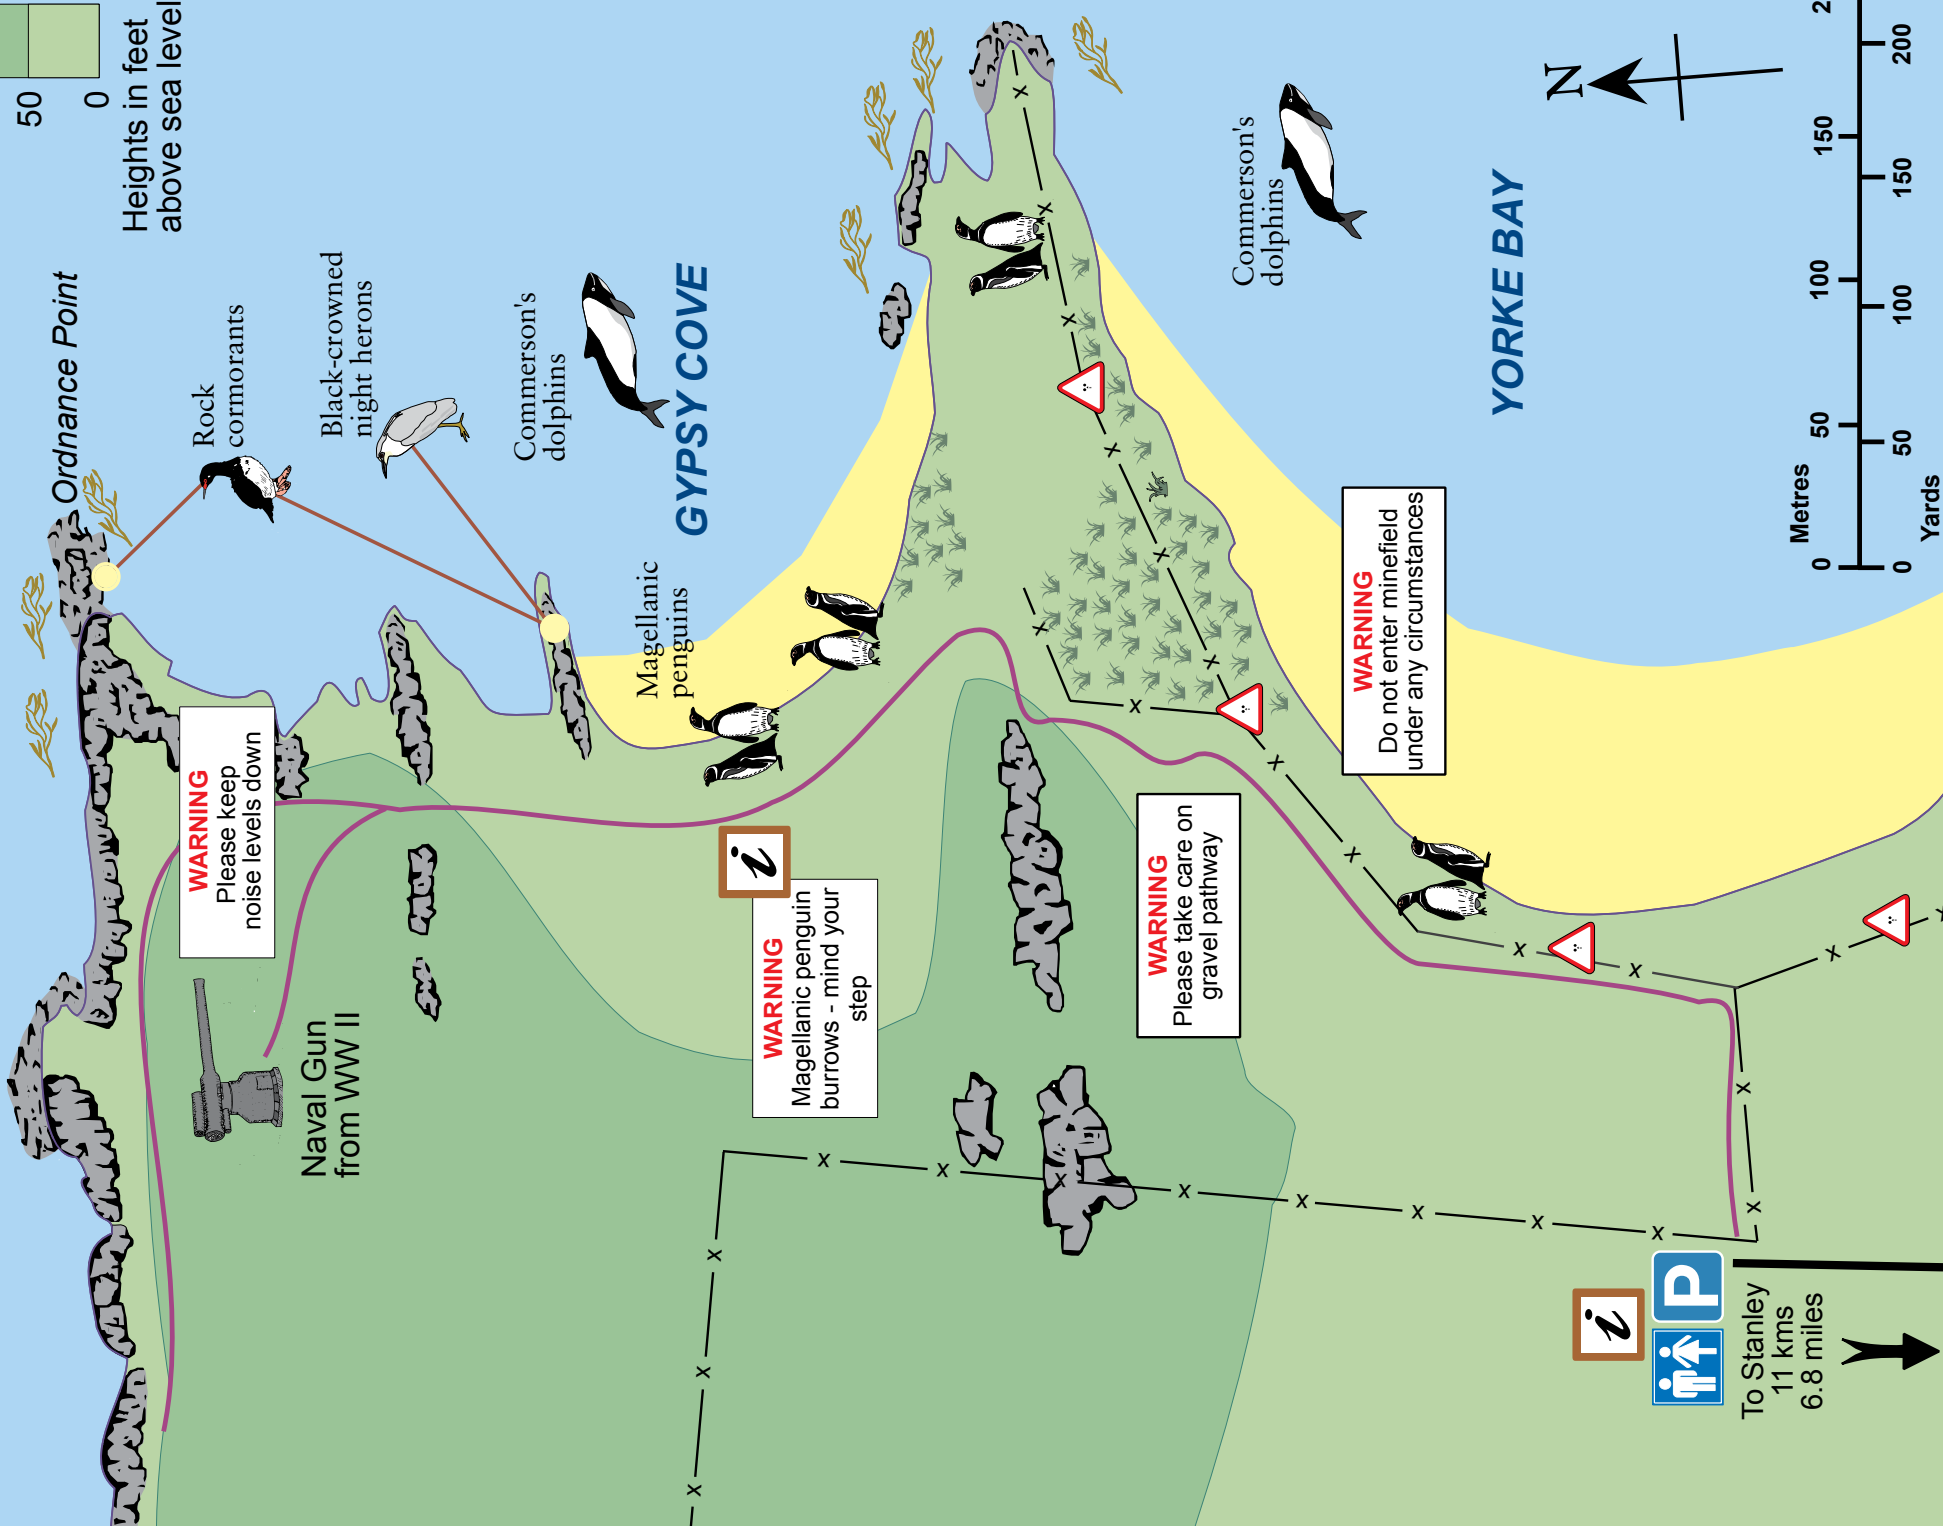 50
0
Heights in feet
above sea level
Ordnance Point
Rock
cormorants
Black-crowned
night herons
Commerson's
dolphins
GYPSY COVE
Magellanic
penguins
WARNING
Please keep
noise levels down
Naval Gun
from WW II
i
WARNING
Magellanic penguin
burrows - mind your
step
WARNING
Please take care on
gravel pathway
Commerson's
dolphins
YORKE BAY
WARNING
Do not enter minefield
under any circumstances
N
Metres
0 50 100 150 2
Yards
0 50 100 150 200
i
P
To Stanley
11 kms
6.8 miles